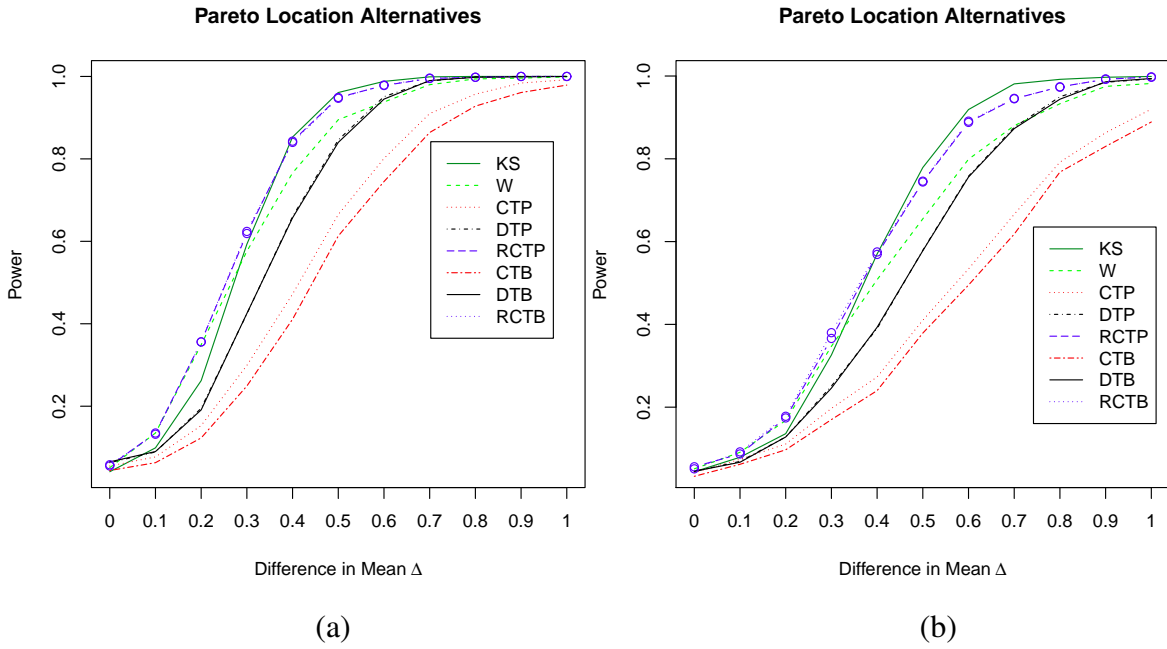 Pareto Location Alternatives
Power
1.0
0.8
0.6
0.4
0.2
KS
W
CTP
DTP
RCTP
CTB
DTB
RCTB
0 0.1 0.2 0.3 0.4 0.5 0.6 0.7 0.8 0.9 1
Difference in Mean Δ
(a)
Pareto Location Alternatives
Power
1.0
0.8
0.6
0.4
0.2
KS
W
CTP
DTP
RCTP
CTB
DTB
RCTB
0 0.1 0.2 0.3 0.4 0.5 0.6 0.7 0.8 0.9 1
Difference in Mean Δ
(b)